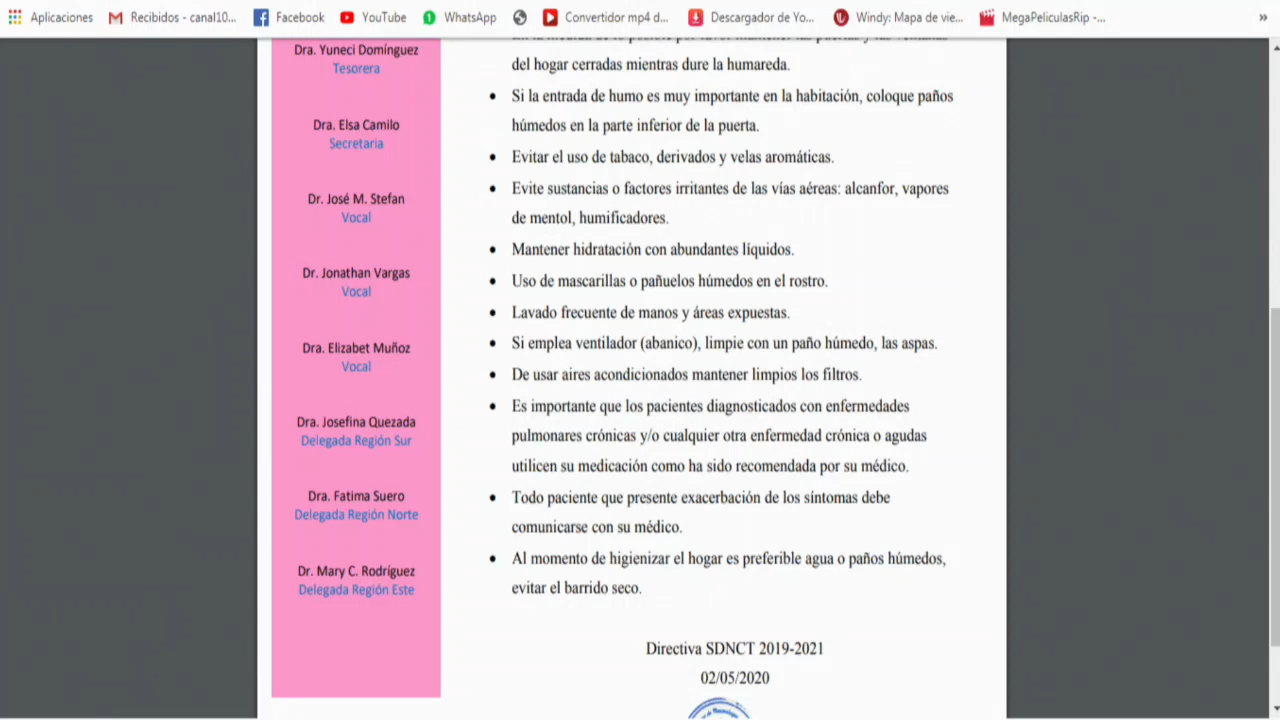 Aplicaciones
Recibidos - canal10...
Facebook
YouTube
WhatsApp
Convertidor mp4 d...
Descargador de Yo...
Windy: Mapa de vie...
MegaPeliculasRip -...
»
Dra. Yuneci Domínguez
Tesorera
Dra. Elsa Camilo
Secretaria
Dr. José M. Stefan
Vocal
Dr. Jonathan Vargas
Vocal
Dra. Elizabet Muñoz
Vocal
Dra. Josefina Quezada
Delegada Región Sur
Dra. Fatima Suero
Delegada Región Norte
Dr. Mary C. Rodríguez
Delegada Región Este
del hogar cerradas mientras dure la humareda.
• Si la entrada de humo es muy importante en la habitación, coloque paños
húmedos en la parte inferior de la puerta.
• Evitar el uso de tabaco, derivados y velas aromáticas.
• Evite sustancias o factores irritantes de las vías aéreas: alcanfor, vapores
de mentol, humificadores.
• Mantener hidratación con abundantes líquidos.
• Uso de mascarillas o pañuelos húmedos en el rostro.
• Lavado frecuente de manos y áreas expuestas.
• Si emplea ventilador (abanico), limpie con un paño húmedo, las aspas.
• De usar aires acondicionados mantener limpios los filtros.
• Es importante que los pacientes diagnosticados con enfermedades
pulmonares crónicas y/o cualquier otra enfermedad crónica o agudas
utilicen su medicación como ha sido recomendada por su médico.
• Todo paciente que presente exacerbación de los síntomas debe
comunicarse con su médico.
• Al momento de higienizar el hogar es preferible agua o paños húmedos,
evitar el barrido seco.
Directiva SDNCT 2019-2021
02/05/2020